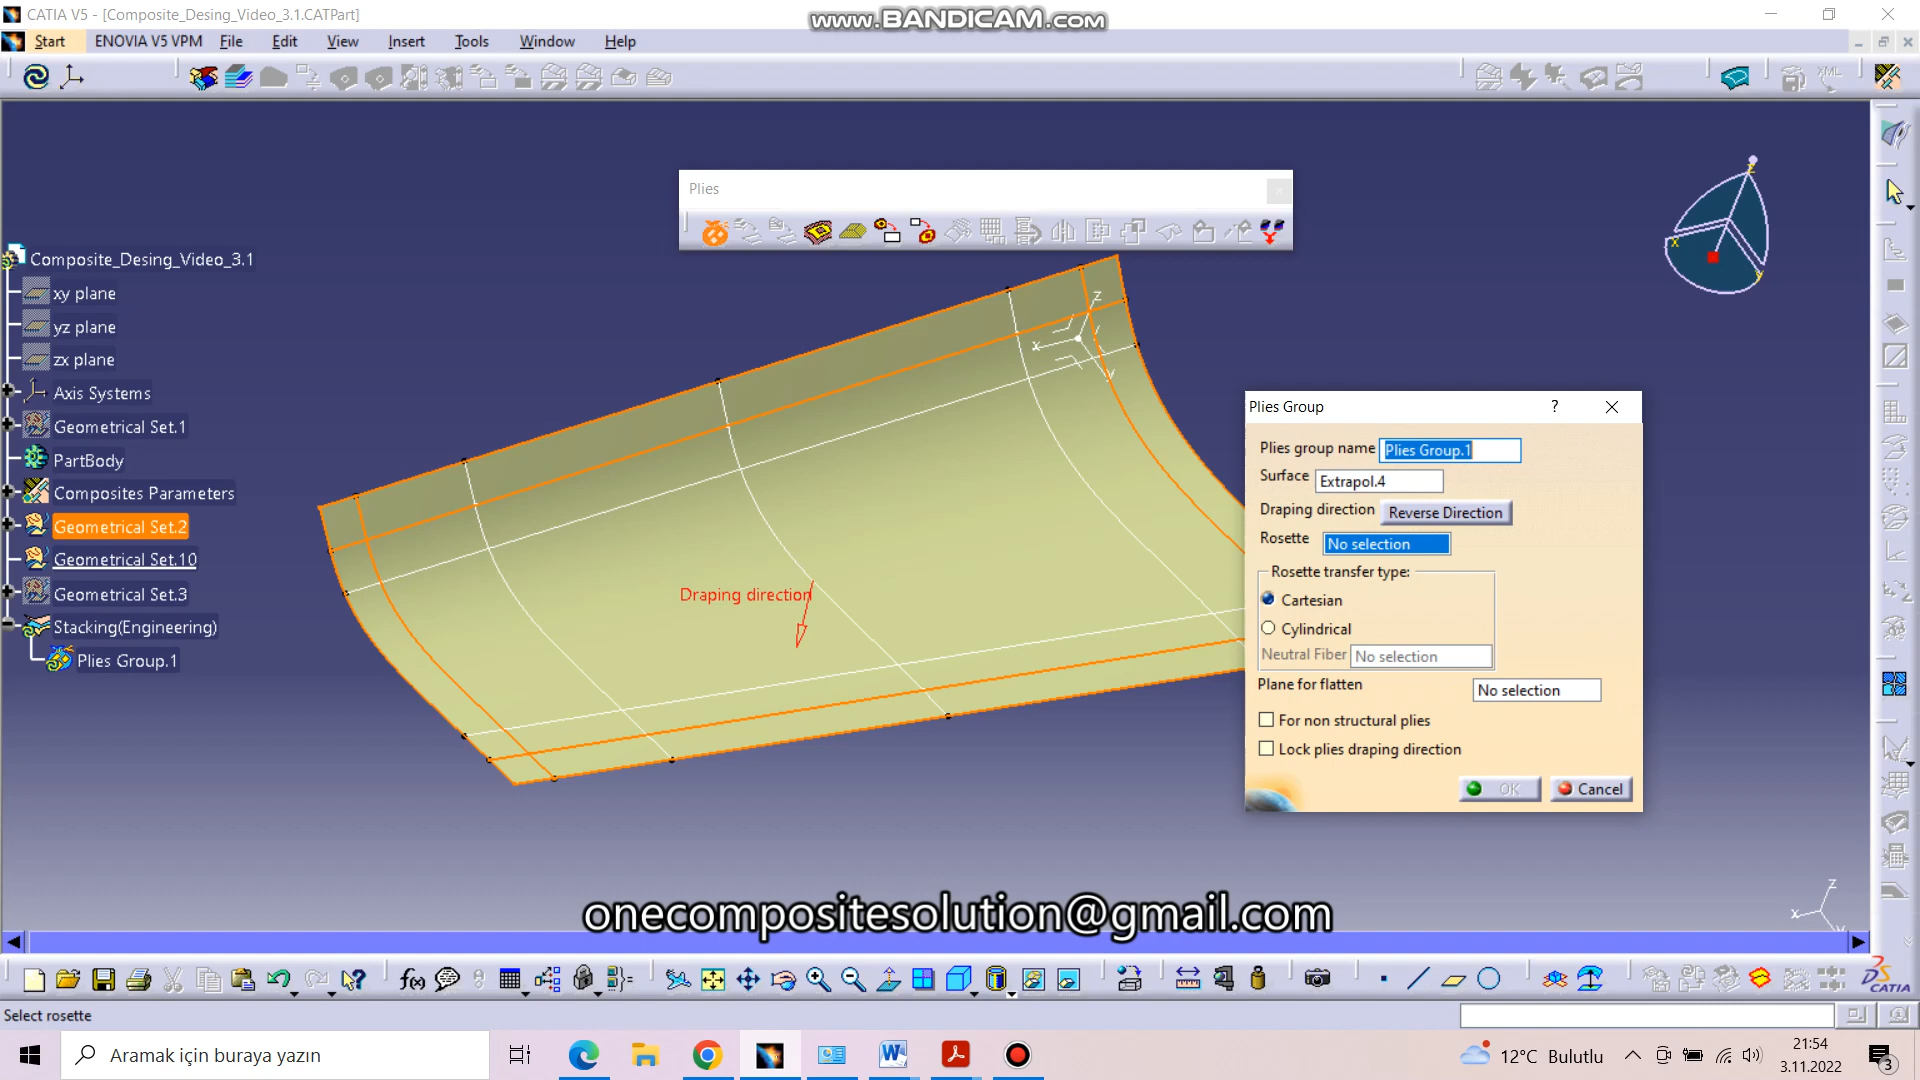 CATIA V5 - [Composite_Desing_Video_3.1.CATPart]
www.BANDICAM.com
Start ENOVIA V5 VPM File Edit View Insert Tools Window Help
XML
Plies
Composite_Desing_Video_3.1
xy plane
yz plane
zx plane
Axis Systems
Geometrical Set.1
PartBody
Composites Parameters
Geometrical Set.2
Geometrical Set.10
Geometrical Set.3
Stacking(Engineering)
Plies Group.1
z
x
y
Draping direction
z
x
y
Plies Group ?
Plies group name Plies Group.1
Surface Extrapol.4
Draping direction Reverse Direction
Rosette No selection
Rosette transfer type:
Cartesian
Cylindrical
Neutral Fiber No selection
Plane for flatten No selection
For non structural plies
Lock plies draping direction
OK Cancel
z
x
onecompositesolution@gmail.com
f(x)
CATIA
Select rosette
Aramak için buraya yazın
12°C Bulutlu
21:54
3.11.2022
3